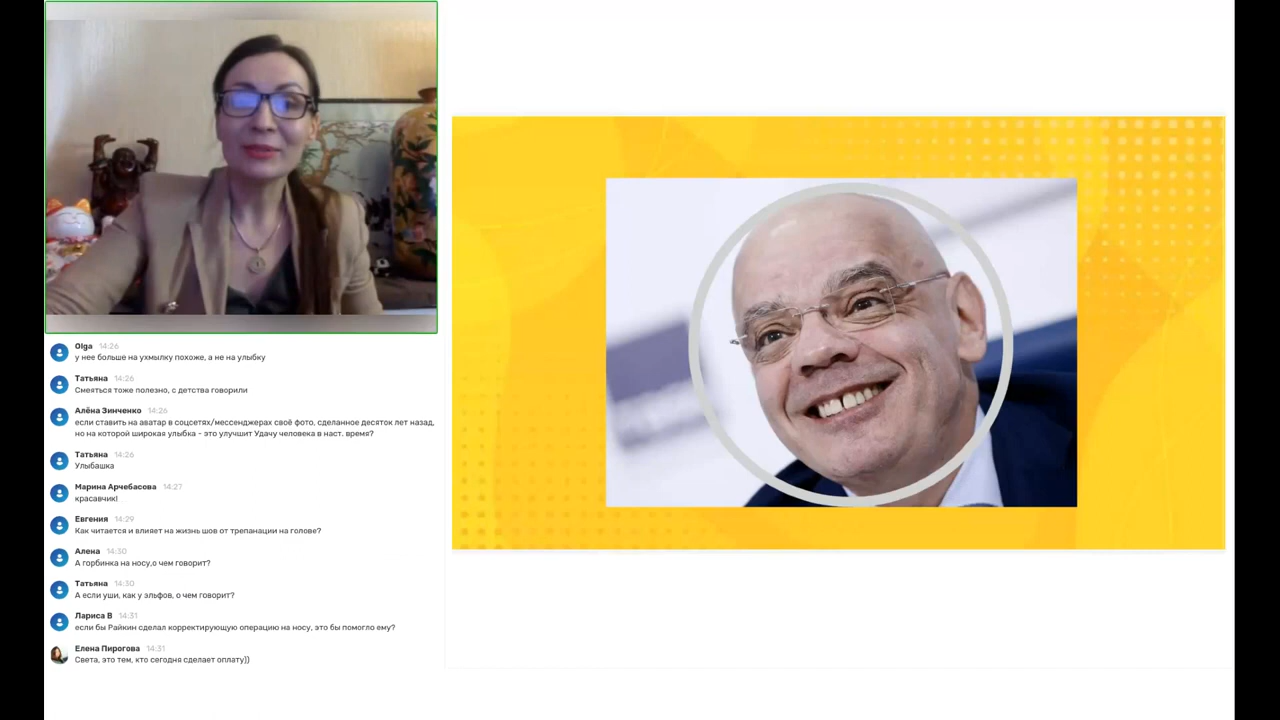 Olga 14:26
у нее больше на ухмылку похоже, а не на улыбку
Татьяна 14:26
Смеяться тоже полезно, с детства говорили
Алёна Зинченко 14:26
если ставить на аватар в соцсетях/мессенджерах своё фото. сделанное десяток лет назад,
но на которой широкая улыбка - это улучшит Удачу человека в наст. время?
Татьяна 14:26
Улыбашка
Марина Арчебасова 14:27
красавчик!
Евгения 14:29
Как читается и влияет на жизнь шов от трепанации на голове?
Алена 14:30
А горбинка на носу,о чем говорит?
Татьяна 14:30
А если уши, как у эльфов, о чем говорит?
Лариса В 14:31
если бы Райкин сделал корректирующую операцию на носу, это бы помогло ему?
Елена Пирогова 14:31
Света, это тем, кто сегодня сделает оплату))